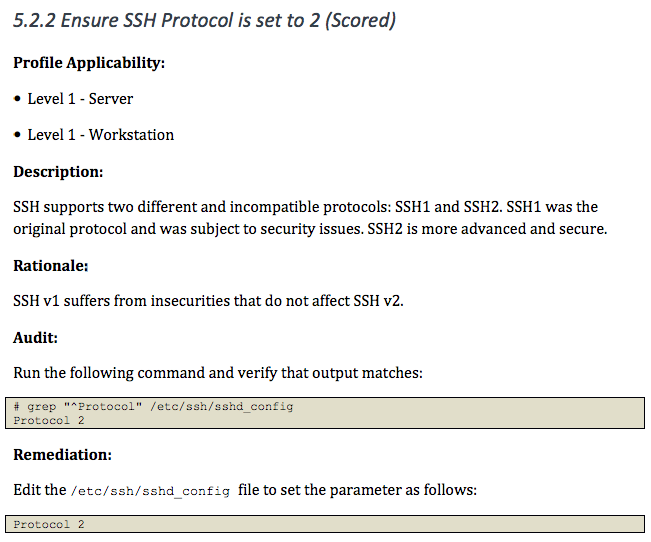 5.2.2 Ensure SSH Protocol is set to 2 (Scored)
Profile Applicability:
• Level 1 - Server
• Level 1 - Workstation
Description:
SSH supports two different and incompatible protocols: SSH1 and SSH2. SSH1 was the
original protocol and was subject to security issues. SSH2 is more advanced and secure.
Rationale:
SSH v1 suffers from insecurities that do not affect SSH v2.
Audit:
Run the following command and verify that output matches:
# grep "^Protocol" /etc/ssh/sshd_config
Protocol 2
Remediation:
Edit the /etc/ssh/sshd_config file to set the parameter as follows:
Protocol 2